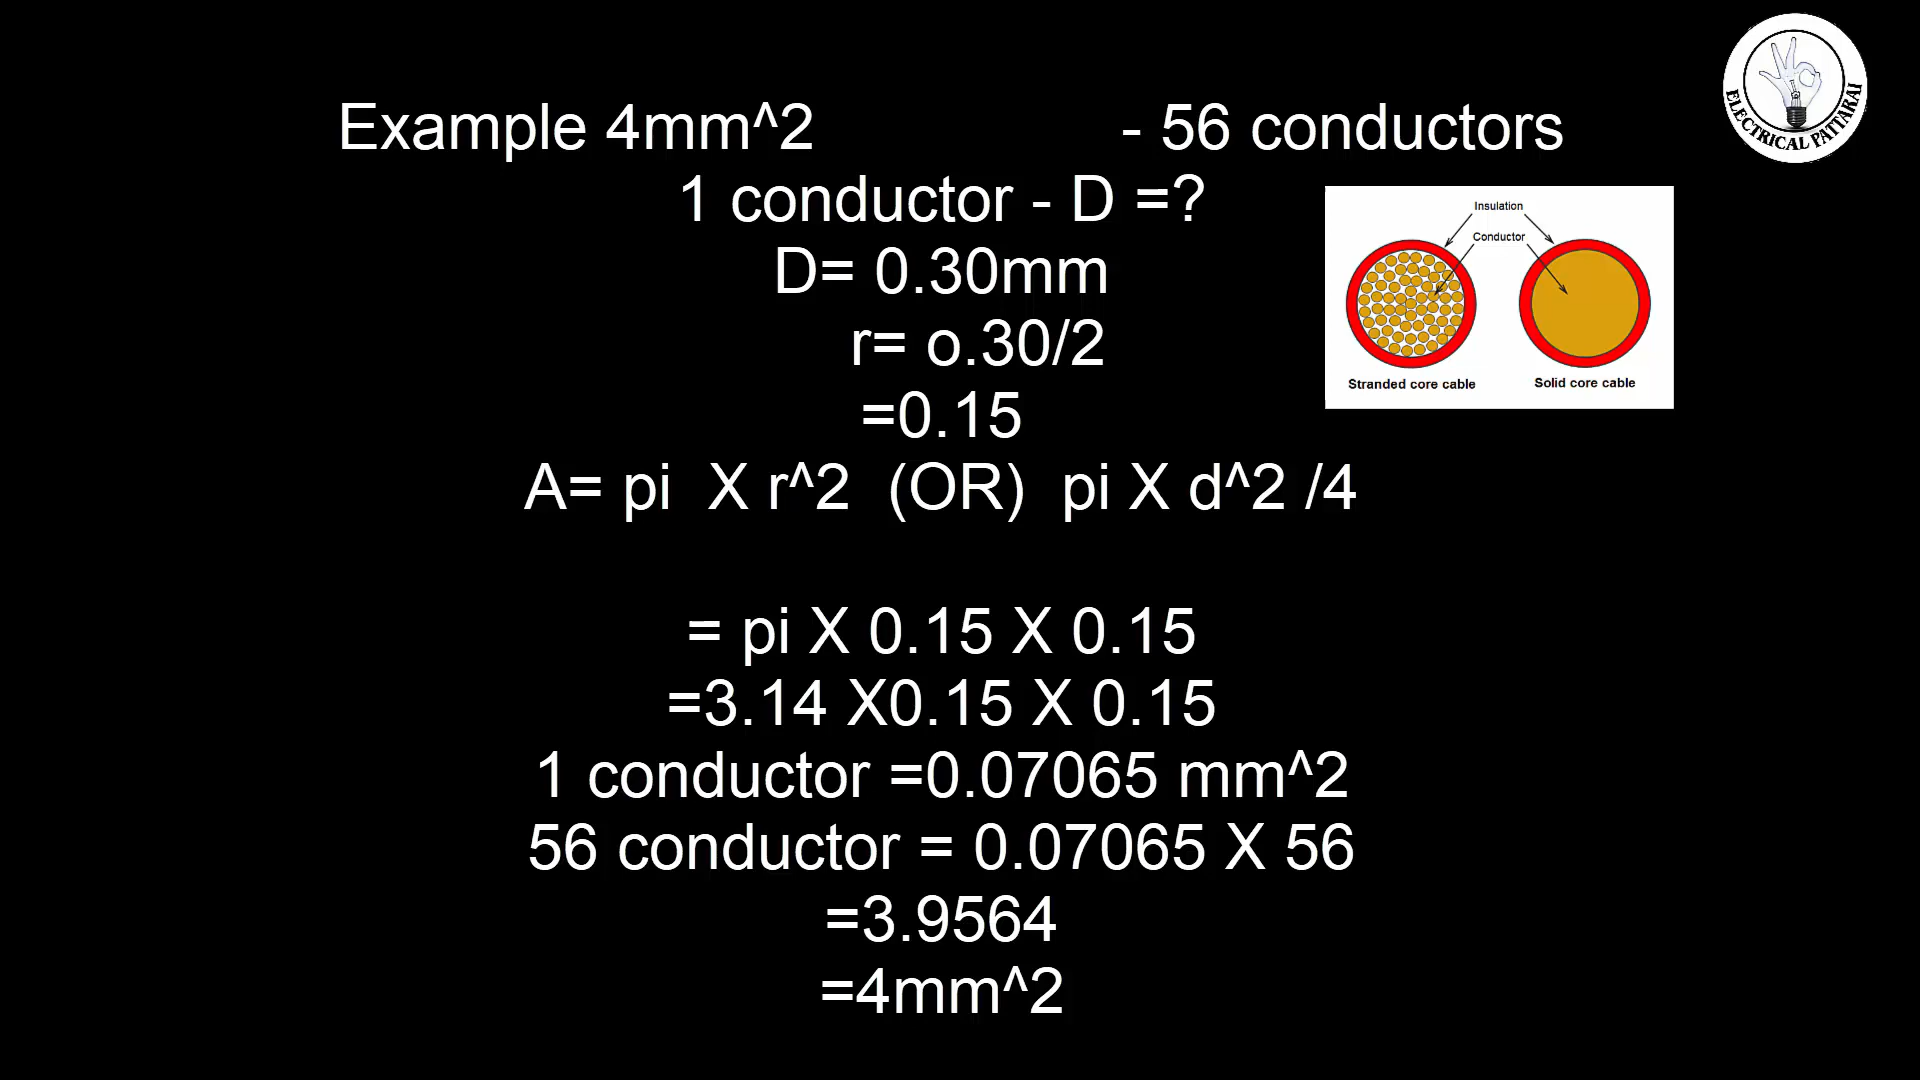 Example 4mm^2 - 56 conductors
1 conductor - D =?
D= 0.30mm
r= o.30/2
=0.15
A= pi X r^2 (OR) pi X d^2 /4
= pi X 0.15 X 0.15
=3.14 X0.15 X 0.15
1 conductor =0.07065 mm^2
56 conductor = 0.07065 X 56
=3.9564
=4mm^2
ELECTRICAL PATTARAI
Insulation
Conductor
Stranded core cable
Solid core cable